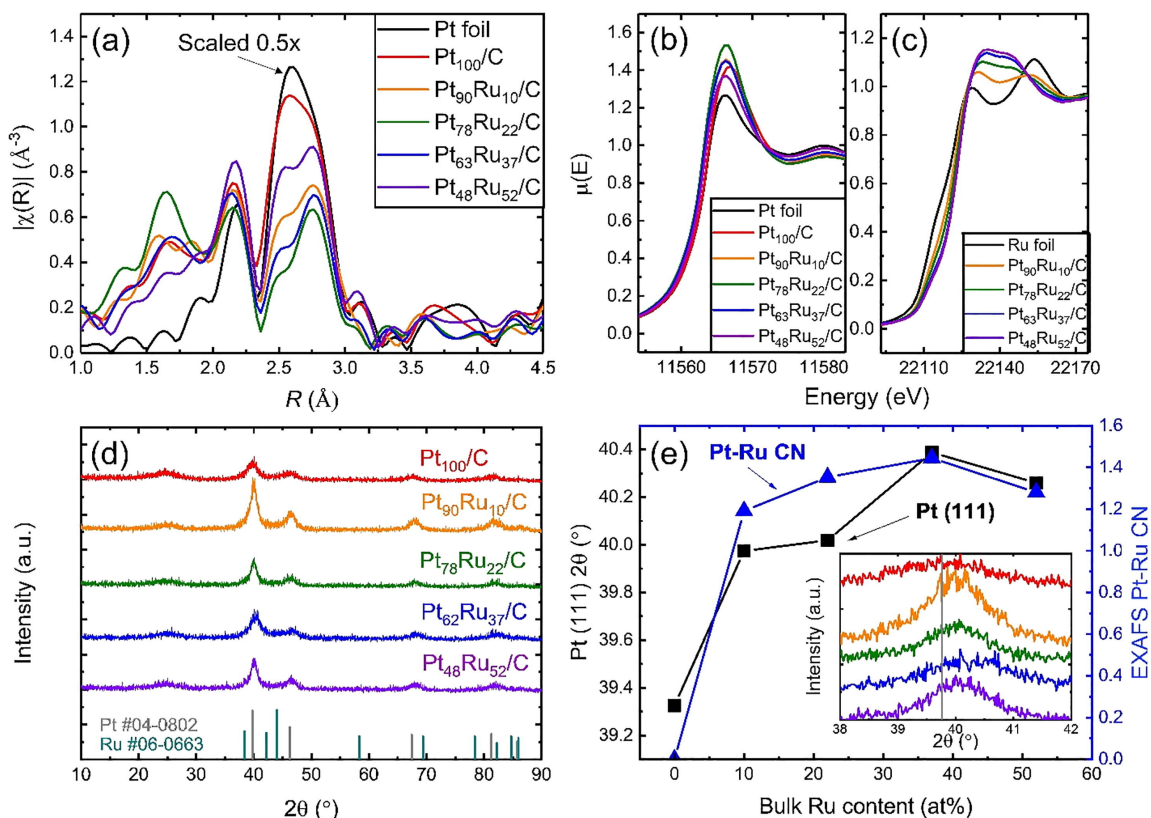 (a)
Scaled 0.5x
Pt foil
Pt100/C
Pt90Ru10/C
Pt78Ru22/C
Pt63Ru37/C
Pt48Ru52/C
|χ(R)| (Å-3)
1.4
1.2
1.0
0.8
0.6
0.4
0.2
0.0
1.0 1.5 2.0 2.5 3.0 3.5 4.0 4.5
R (Å)
(b)
μ(E)
1.6
1.4
1.2
1.0
0.8
0.6
0.4
0.2
0.0
Pt foil
Pt100/C
Pt90Ru10/C
Pt78Ru22/C
Pt63Ru37/C
Pt48Ru52/C
11560 11570 11580
(c)
1.2
1.0
0.8
0.6
0.4
0.2
0.0
Ru foil
Pt90Ru10/C
Pt78Ru22/C
Pt63Ru37/C
Pt48Ru52/C
22110 22140 22170
Energy (eV)
(d)
Intensity (a.u.)
Pt100/C
Pt90Ru10/C
Pt78Ru22/C
Pt62Ru37/C
Pt48Ru52/C
Pt #04-0802
Ru #06-0663
10 20 30 40 50 60 70 80 90
2θ (°)
(e)
Pt (111) 2θ (°)
40.4
40.2
40.0
39.8
39.6
39.4
39.2
Pt-Ru CN
Pt (111)
1.6
1.4
1.2
1.0
0.8
0.6
0.4
0.2
0.0
EXAFS Pt-Ru CN
Intensity (a.u.)
38 39 40 41 42
2θ (°)
0 10 20 30 40 50 60
Bulk Ru content (at%)